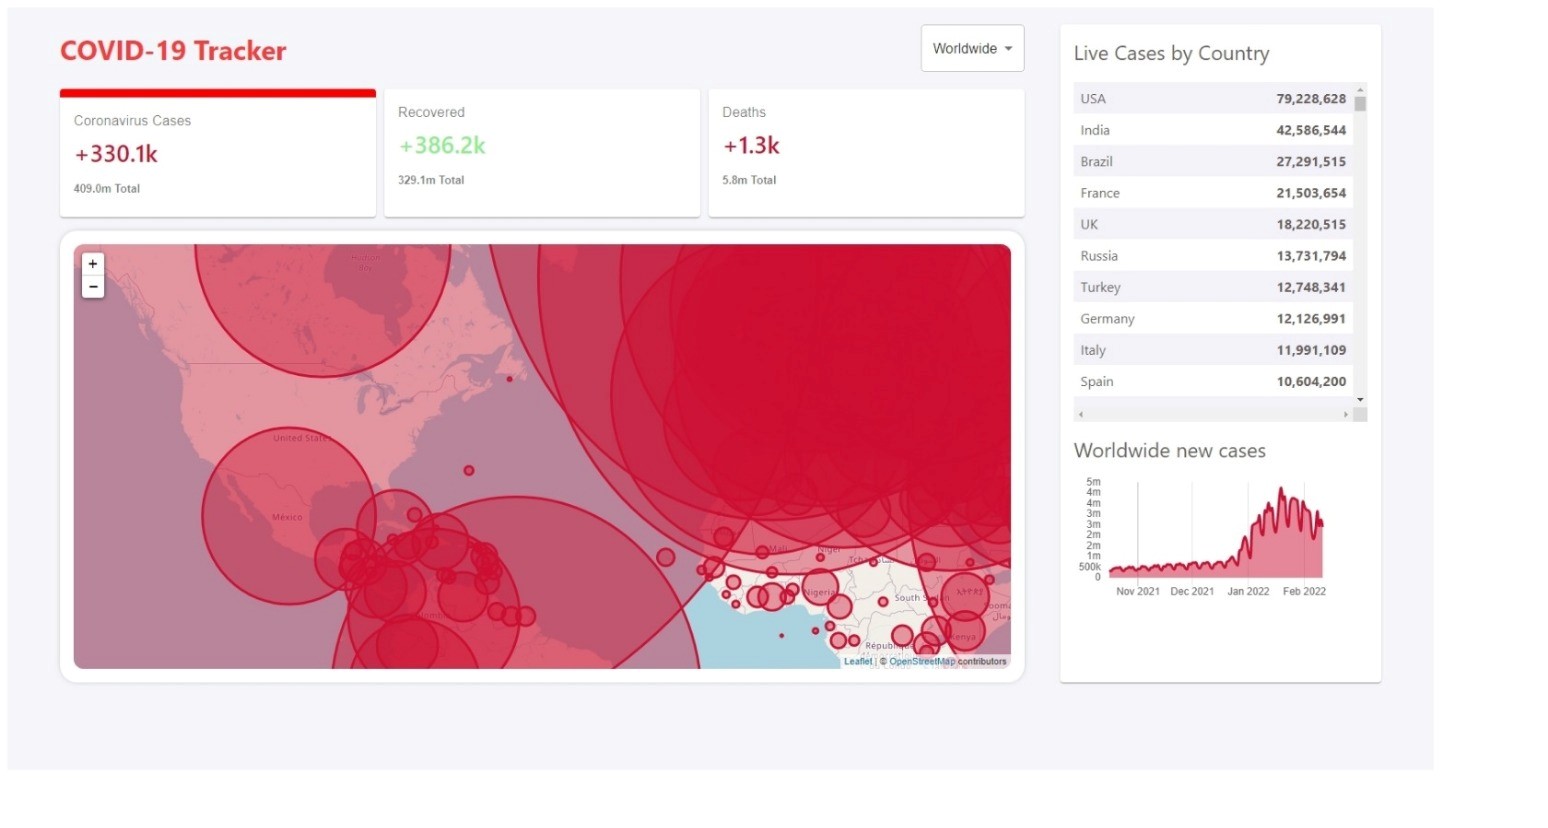 COVID-19 Tracker
Worldwide
Coronavirus Cases
+330.1k
409.0m Total
Recovered
+386.2k
329.1m Total
Deaths
+1.3k
5.8m Total
+
−
Hudson
Bay
United States
México
Mali
Niger
Nigeria
South Sudan
ኢትዮጵያ
Kenya
Leaflet | © OpenStreetMap contributors
Live Cases by Country
USA 79,228,628
India 42,586,544
Brazil 27,291,515
France 21,503,654
UK 18,220,515
Russia 13,731,794
Turkey 12,748,341
Germany 12,126,991
Italy 11,991,109
Spain 10,604,200
Worldwide new cases
5m
4m
4m
3m
3m
2m
2m
1m
500k
0
Nov 2021 Dec 2021 Jan 2022 Feb 2022